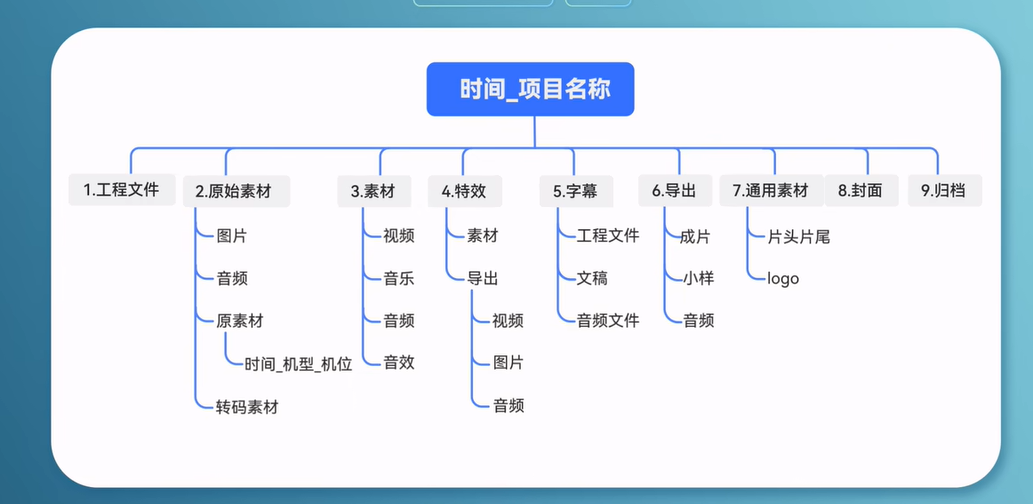 时间_项目名称
1.工程文件
2.原始素材
图片
音频
原素材
时间_机型_机位
转码素材
3.素材
视频
音乐
音频
音效
4.特效
素材
导出
视频
图片
音频
5.字幕
工程文件
文稿
音频文件
6.导出
成片
小样
音频
7.通用素材
片头片尾
logo
8.封面
9.归档